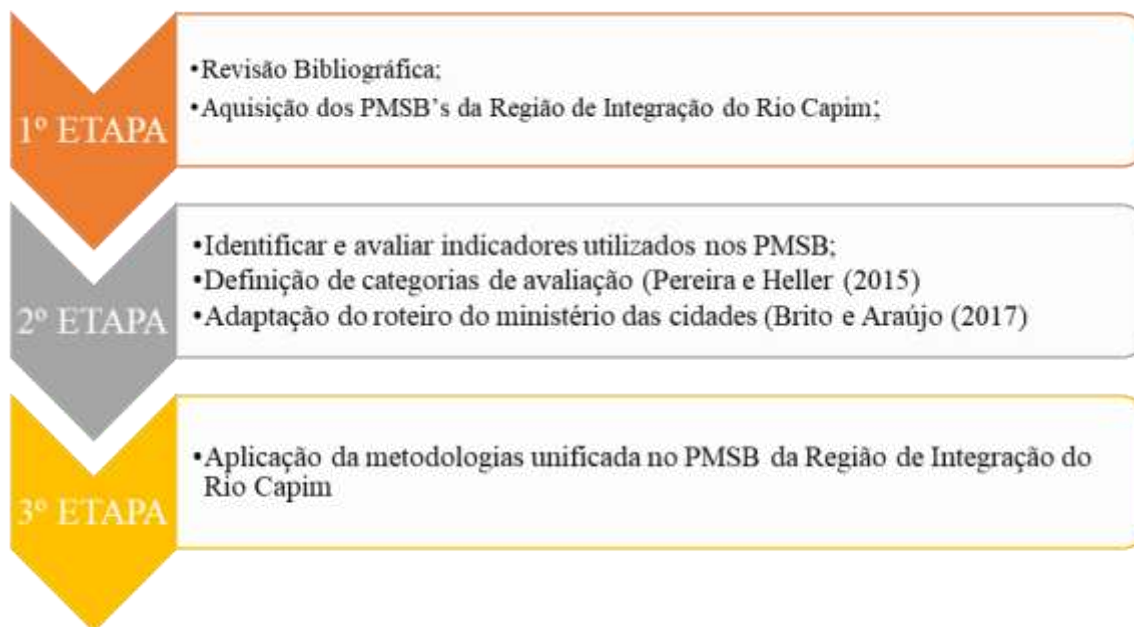 1º ETAPA
•Revisão Bibliográfica;
•Aquisição dos PMSB’s da Região de Integração do Rio Capim;
2º ETAPA
•Identificar e avaliar indicadores utilizados nos PMSB;
•Definição de categorias de avaliação (Pereira e Heller (2015)
•Adaptação do roteiro do ministério das cidades (Brito e Araújo (2017)
3º ETAPA
•Aplicação da metodologias unificada no PMSB da Região de Integração do
Rio Capim